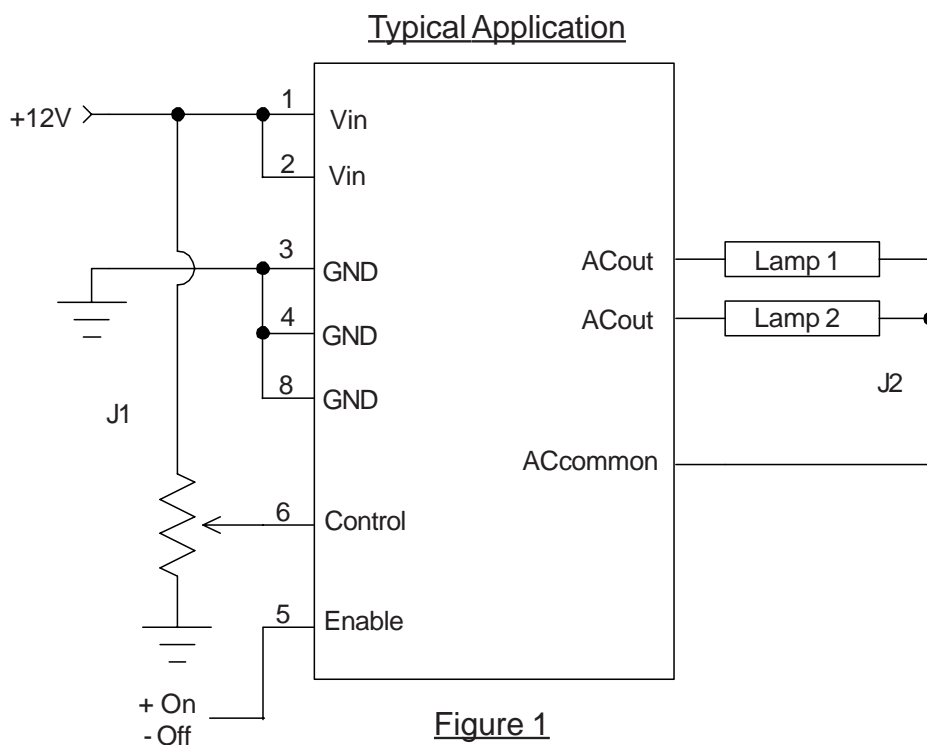 Typical Application
+12V
1
Vin
2
Vin
3
GND
4
GND
8
GND
J1
6
Control
5
Enable
+ On
- Off
ACout
Lamp 1
ACout
Lamp 2
J2
ACcommon
Figure 1